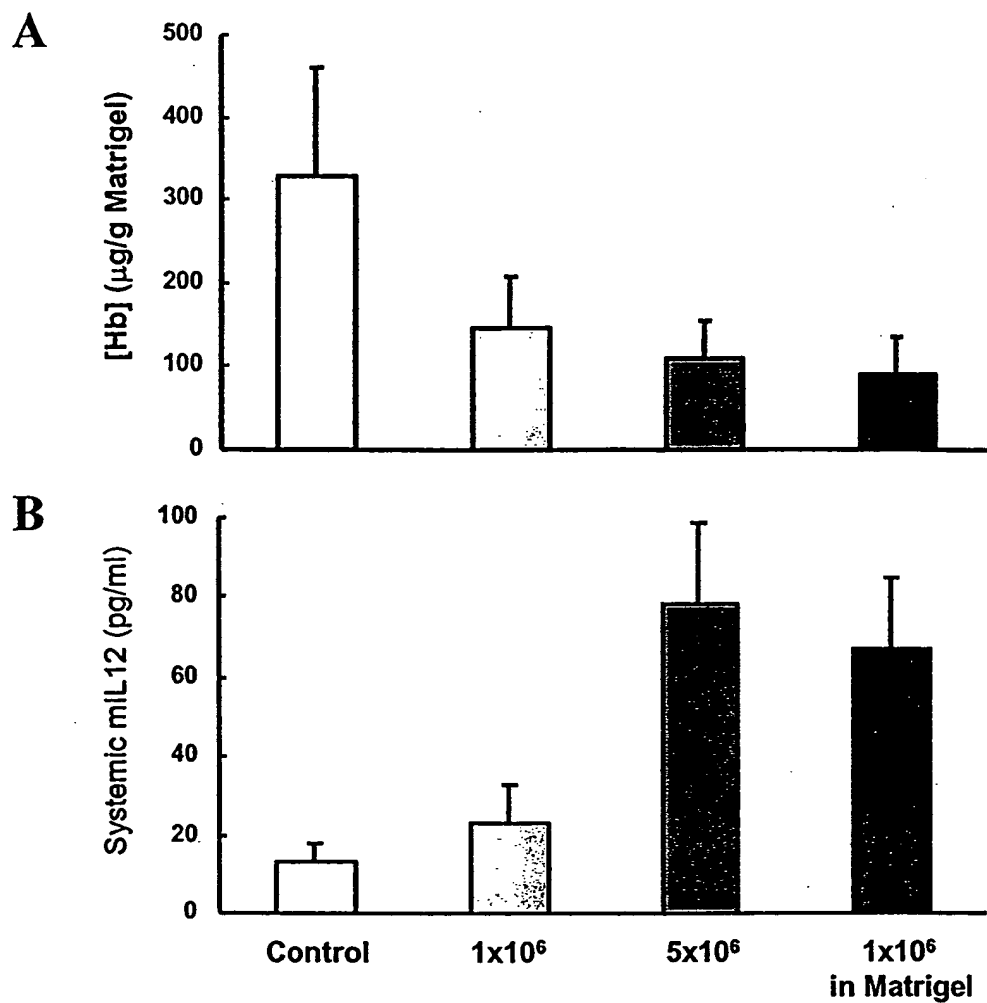 A
[Hb] (μg/g Matrigel)
500
400
300
200
100
0
B
Systemic mIL12 (pg/ml)
100
80
60
40
20
0
Control
1x10⁶
5x10⁶
1x10⁶
in Matrigel